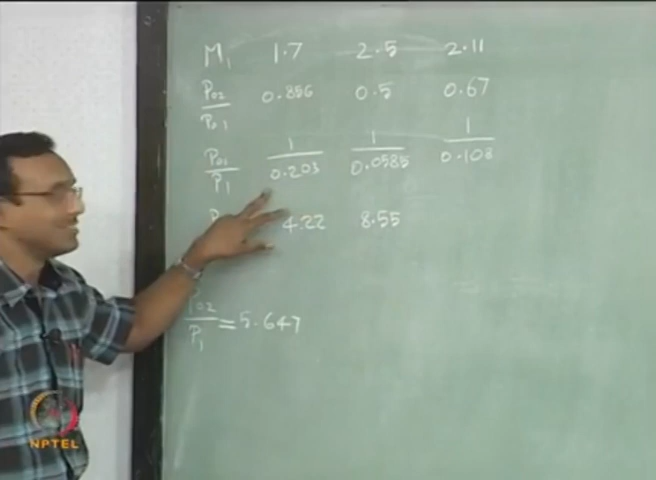 M₁ 1.7 2.5 2.11
P₀₂/P₀₁ 0.856 0.5 0.67
P₀₁/P₁ 1/0.203 1/0.0585 1/0.108
4.22 8.55
P₀₂/P₁ = 5.647
NPTEL